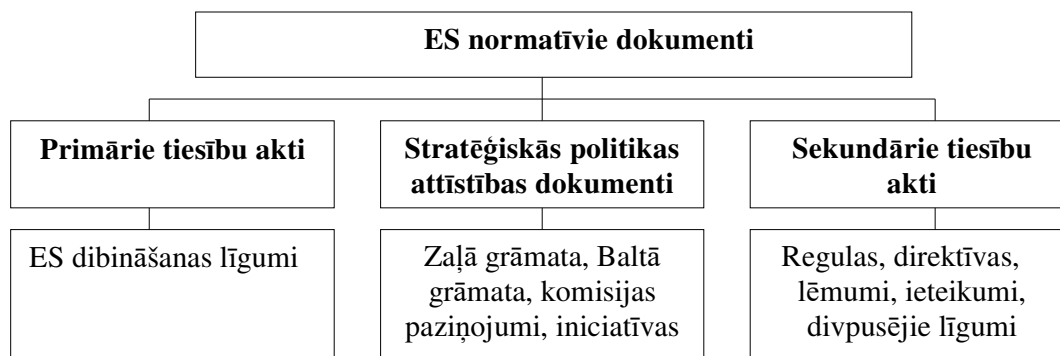 ES normatīvie dokumenti
Primārie tiesību akti
Stratēģiskās politikas
attīstības dokumenti
Sekundārie tiesību
akti
ES dibināšanas līgumi
Zaļā grāmata, Baltā
grāmata, komisijas
paziņojumi, iniciatīvas
Regulas, direktīvas,
lēmumi, ieteikumi,
divpusējie līgumi